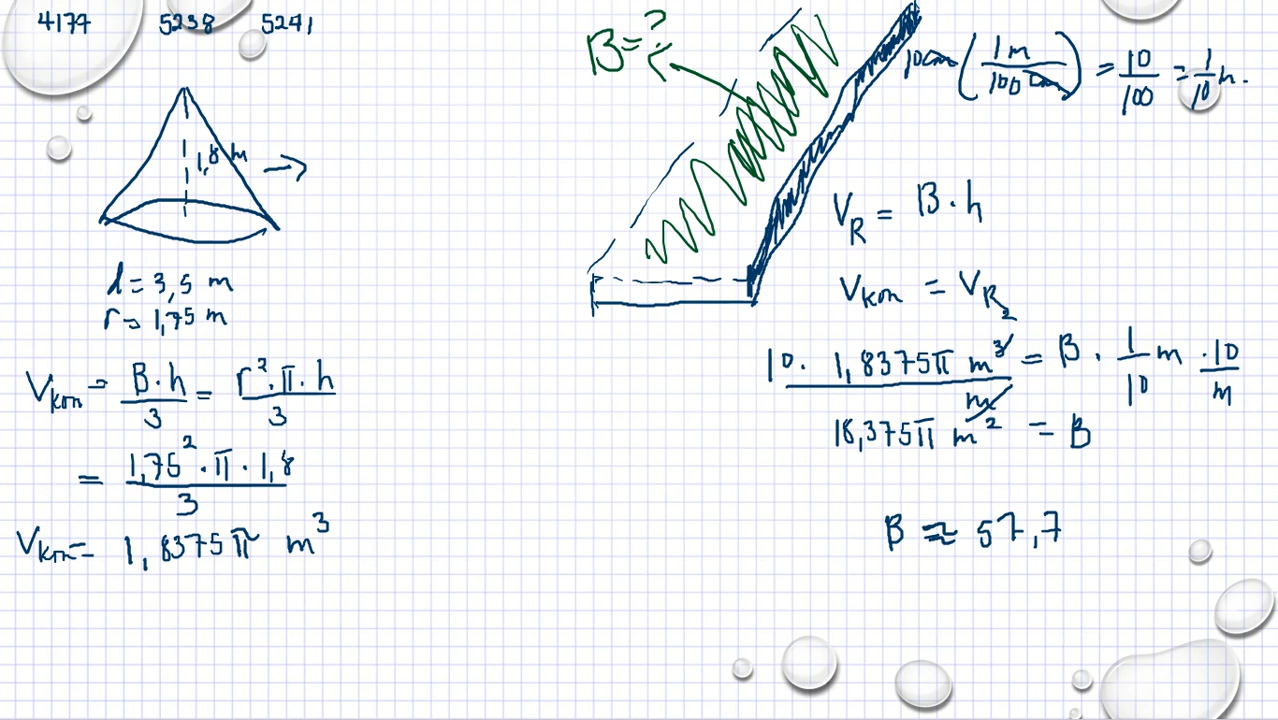 4174 5238 5241
1,8 m
d = 3,5 m
r = 1,75 m
V_kon = B·h/3 = r²·π·h/3
= 1,75²·π·1,8/3
V_kon = 1,8375π m³
B = ?
10cm (1m/100cm) = 10/100 = 1/10 m.
V_R = B·h
V_kon = V_R₂
10·1,8375π m³/m = B·1/10 m·10/m
18,375π m² = B
B ≈ 57,7